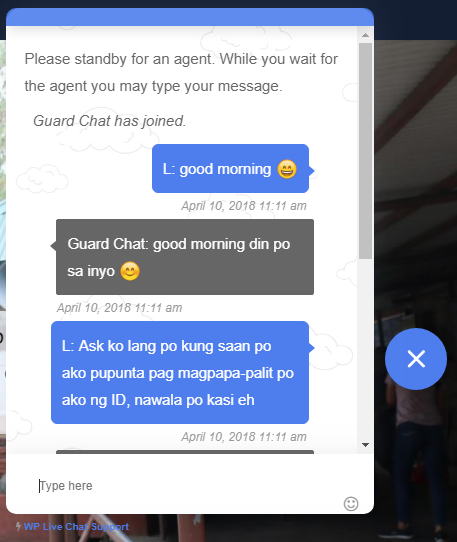 Please standby for an agent. While you wait for
the agent you may type your message.
Guard Chat has joined.
L: good morning 😄
April 10, 2018 11:11 am
Guard Chat: good morning din po
sa inyo 😊
April 10, 2018 11:11 am
L: Ask ko lang po kung saan po
ako pupunta pag magpapa-palit po
ako ng ID, nawala po kasi eh
April 10, 2018 11:11 am
Type here
WP Live Chat Support